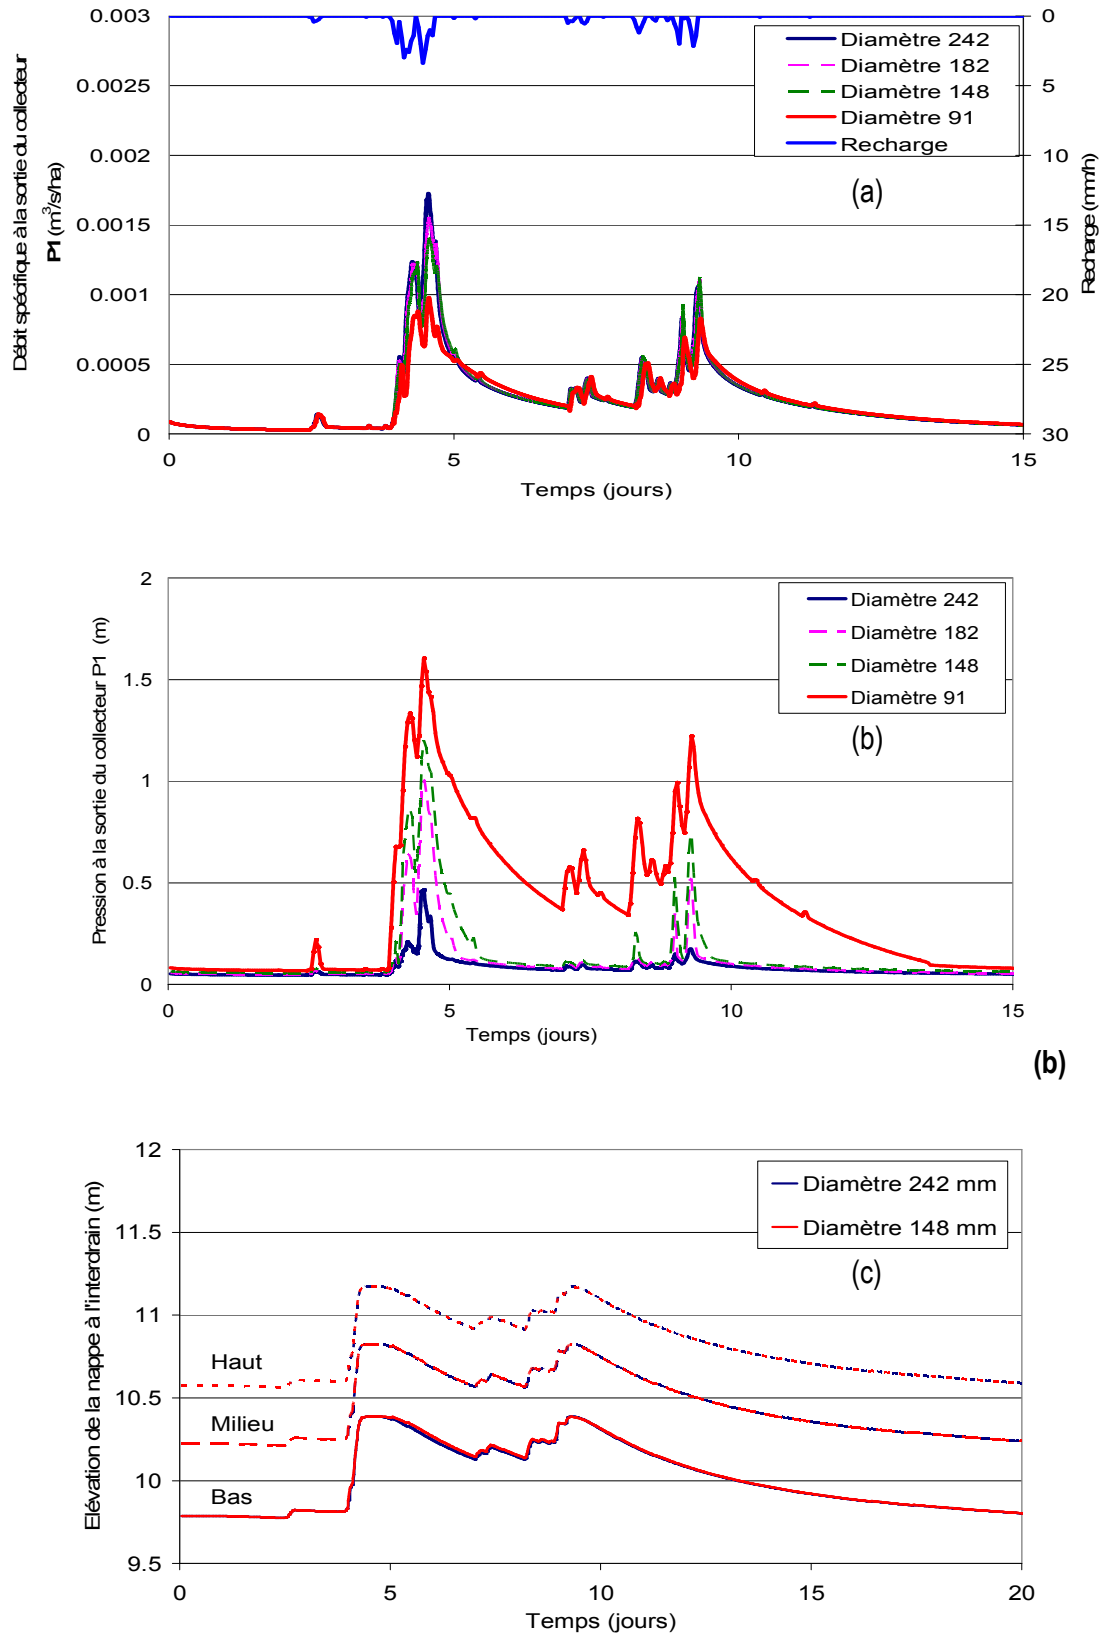 Débit spécifique à la sortie du collecteur
P1 (m³/s/ha)
0.003
0.0025
0.002
0.0015
0.001
0.0005
0
0
5
10
15
Temps (jours)
0
5
10
15
20
25
30
Recharge (mm/h)
Diamètre 242
Diamètre 182
Diamètre 148
Diamètre 91
Recharge
(a)
Pression à la sortie du collecteur P1 (m)
2
1.5
1
0.5
0
0
5
10
15
Temps (jours)
Diamètre 242
Diamètre 182
Diamètre 148
Diamètre 91
(b)
(b)
Elévation de la nappe à l'interdrain (m)
12
11.5
11
10.5
10
9.5
0
5
10
15
20
Temps (jours)
Diamètre 242 mm
Diamètre 148 mm
(c)
Haut
Milieu
Bas